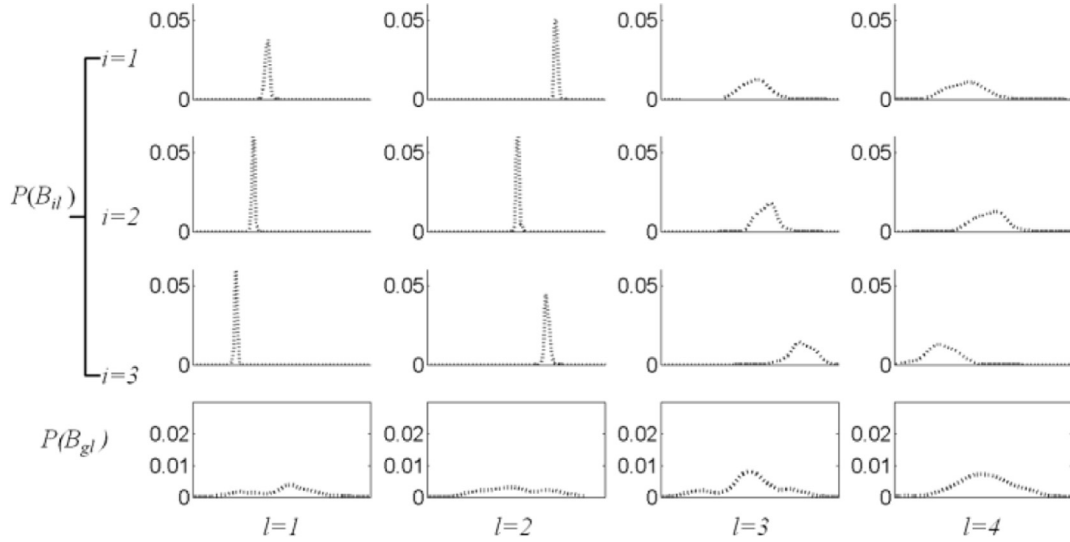 i=1
0.05 0.05 0.05 0.05
0 0 0 0
P(B_il)
i=2
0.05 0.05 0.05 0.05
0 0 0 0
i=3
0.05 0.05 0.05 0.05
0 0 0 0
P(B_gl)
0.02 0.02 0.02 0.02
0.01 0.01 0.01 0.01
0 0 0 0
l=1 l=2 l=3 l=4